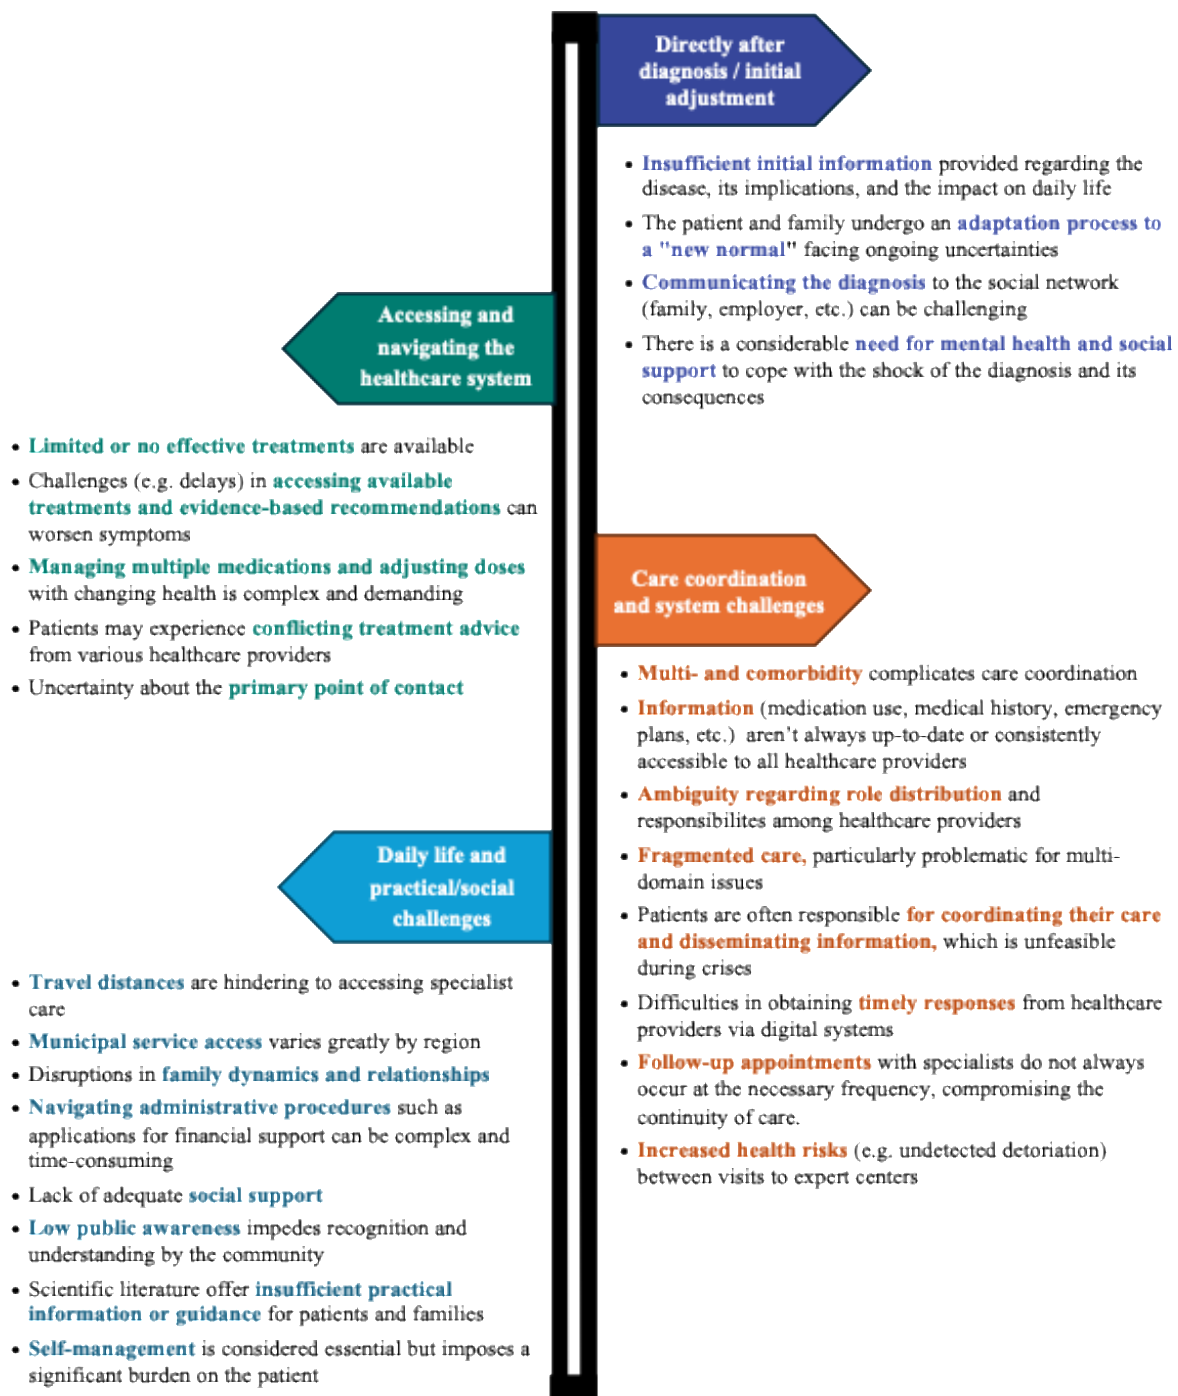 Directly after
diagnosis / initial
adjustment
• Insufficient initial information provided regarding the
disease, its implications, and the impact on daily life
• The patient and family undergo an adaptation process to
a "new normal" facing ongoing uncertainties
• Communicating the diagnosis to the social network
(family, employer, etc.) can be challenging
• There is a considerable need for mental health and social
support to cope with the shock of the diagnosis and its
consequences
Accessing and
navigating the
healthcare system
• Limited or no effective treatments are available
• Challenges (e.g. delays) in accessing available
treatments and evidence-based recommendations can
worsen symptoms
• Managing multiple medications and adjusting doses
with changing health is complex and demanding
• Patients may experience conflicting treatment advice
from various healthcare providers
• Uncertainty about the primary point of contact
Care coordination
and system challenges
• Multi- and comorbidity complicates care coordination
• Information (medication use, medical history, emergency
plans, etc.) aren't always up-to-date or consistently
accessible to all healthcare providers
• Ambiguity regarding role distribution and
responsibilites among healthcare providers
• Fragmented care, particularly problematic for multi-
domain issues
• Patients are often responsible for coordinating their care
and disseminating information, which is unfeasible
during crises
• Difficulties in obtaining timely responses from healthcare
providers via digital systems
• Follow-up appointments with specialists do not always
occur at the necessary frequency, compromising the
continuity of care.
• Increased health risks (e.g. undetected detoriation)
between visits to expert centers
Daily life and
practical/social
challenges
• Travel distances are hindering to accessing specialist
care
• Municipal service access varies greatly by region
• Disruptions in family dynamics and relationships
• Navigating administrative procedures such as
applications for financial support can be complex and
time-consuming
• Lack of adequate social support
• Low public awareness impedes recognition and
understanding by the community
• Scientific literature offer insufficient practical
information or guidance for patients and families
• Self-management is considered essential but imposes a
significant burden on the patient